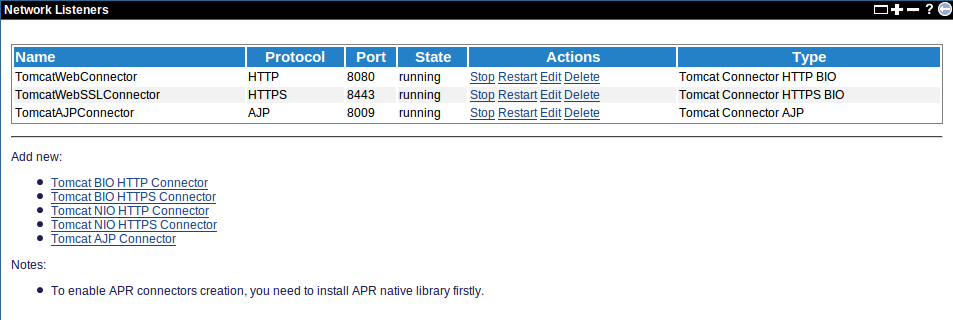 Network Listeners ?
Name Protocol Port State Actions Type
TomcatWebConnector HTTP 8080 running Stop Restart Edit Delete Tomcat Connector HTTP BIO
TomcatWebSSLConnector HTTPS 8443 running Stop Restart Edit Delete Tomcat Connector HTTPS BIO
TomcatAJPConnector AJP 8009 running Stop Restart Edit Delete Tomcat Connector AJP
Add new:
Tomcat BIO HTTP Connector
Tomcat BIO HTTPS Connector
Tomcat NIO HTTP Connector
Tomcat NIO HTTPS Connector
Tomcat AJP Connector
Notes:
To enable APR connectors creation, you need to install APR native library firstly.